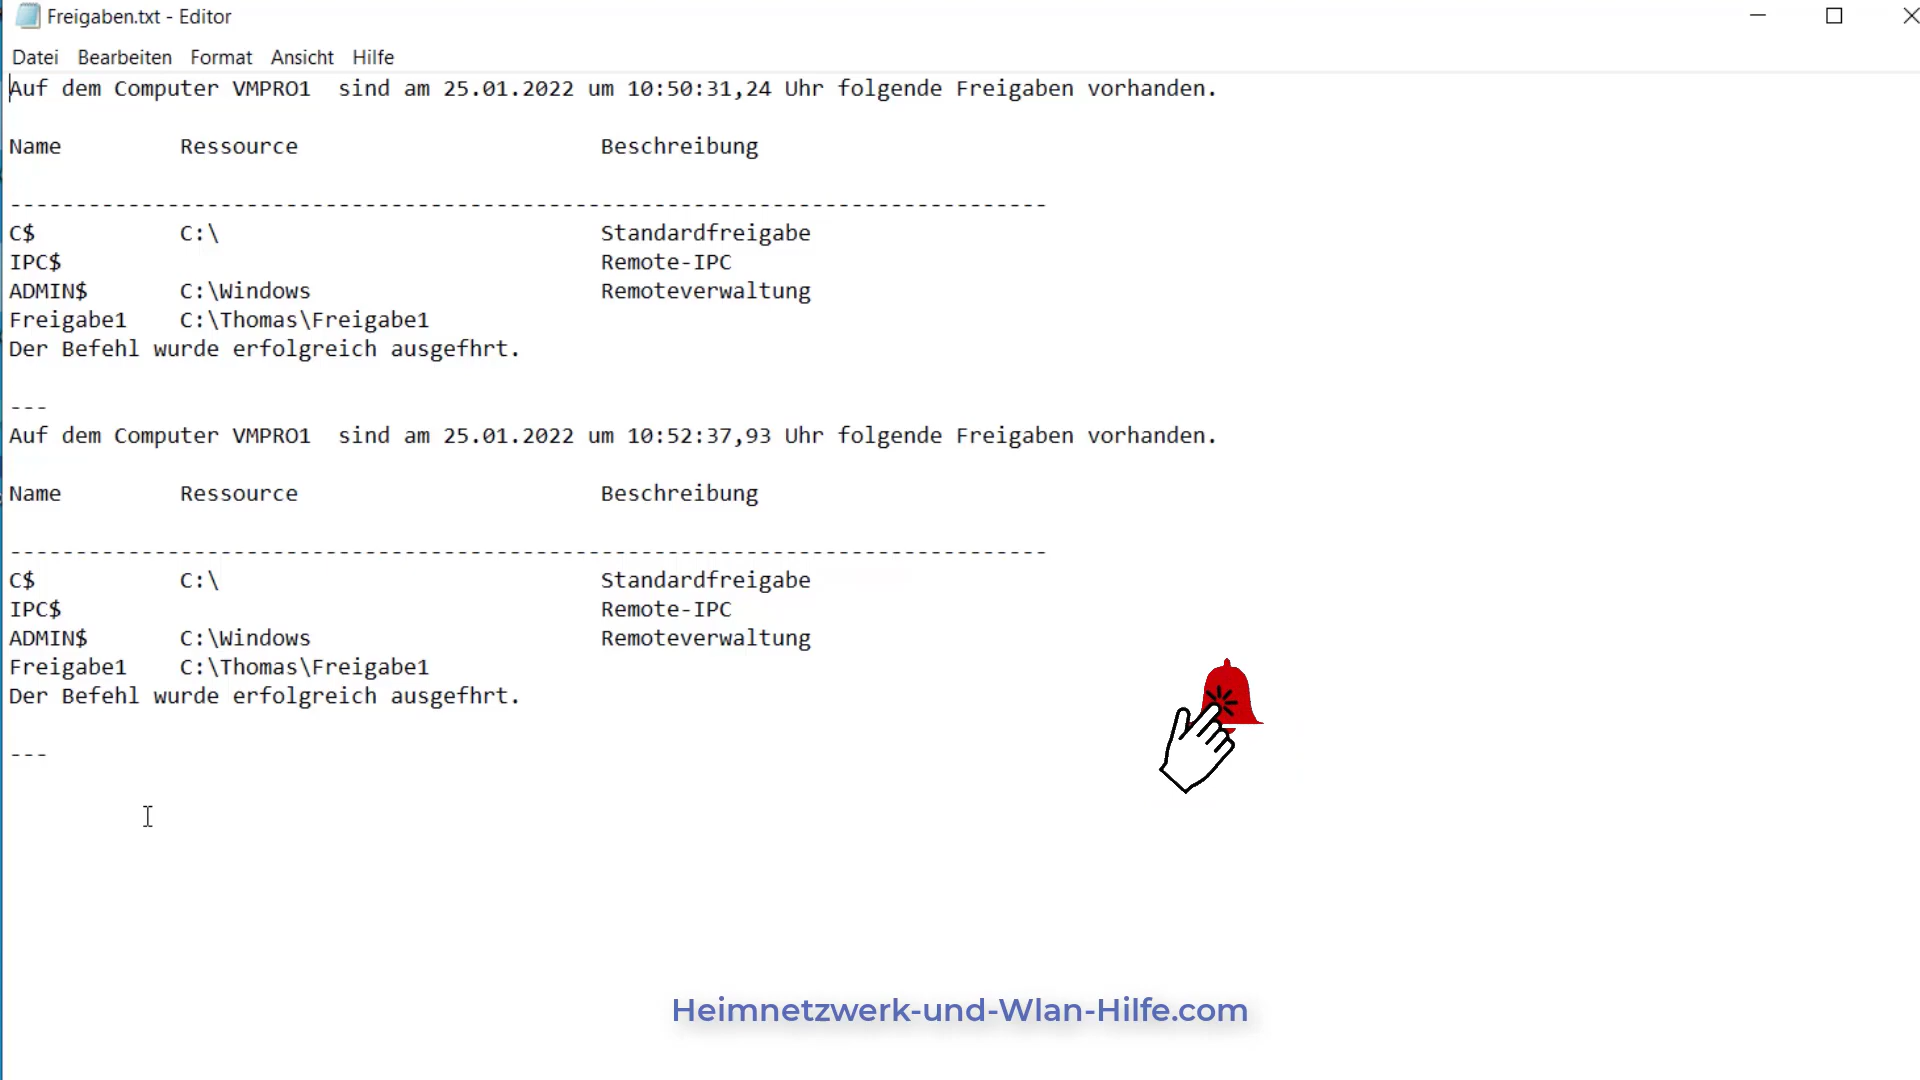 Freigaben.txt - Editor
Datei Bearbeiten Format Ansicht Hilfe
Auf dem Computer VMPRO1  sind am 25.01.2022 um 10:50:31,24 Uhr folgende Freigaben vorhanden.
Name         Ressource                       Beschreibung
-------------------------------------------------------------------------------
C$           C:\                             Standardfreigabe
IPC$                                         Remote-IPC
ADMIN$       C:\Windows                      Remoteverwaltung
Freigabe1    C:\Thomas\Freigabe1
Der Befehl wurde erfolgreich ausgefhrt.
---
Auf dem Computer VMPRO1  sind am 25.01.2022 um 10:52:37,93 Uhr folgende Freigaben vorhanden.
Name         Ressource                       Beschreibung
-------------------------------------------------------------------------------
C$           C:\                             Standardfreigabe
IPC$                                         Remote-IPC
ADMIN$       C:\Windows                      Remoteverwaltung
Freigabe1    C:\Thomas\Freigabe1
Der Befehl wurde erfolgreich ausgefhrt.
---
Heimnetzwerk-und-Wlan-Hilfe.com